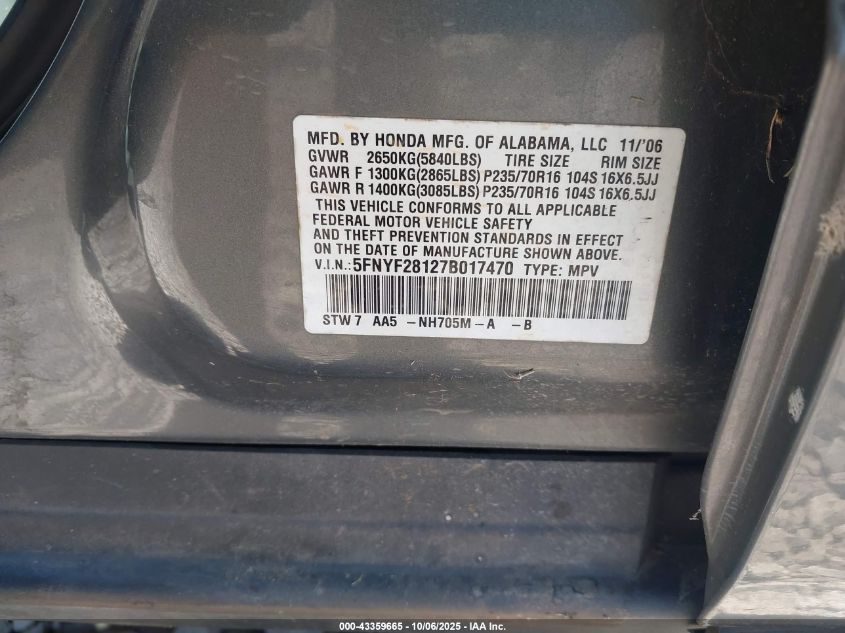 MFD. BY HONDA MFG. OF ALABAMA, LLC 11/'06
GVWR 2650KG(5840LBS) TIRE SIZE RIM SIZE
GAWR F 1300KG(2865LBS) P235/70R16 104S 16X6.5JJ
GAWR R 1400KG(3085LBS) P235/70R16 104S 16X6.5JJ
THIS VEHICLE CONFORMS TO ALL APPLICABLE
FEDERAL MOTOR VEHICLE SAFETY
AND THEFT PREVENTION STANDARDS IN EFFECT
ON THE DATE OF MANUFACTURE SHOWN ABOVE.
V.I.N.: 5FNYF28127B017470 TYPE: MPV
STW7 AA5 -NH705M-A -B
000-43359665 - 10/06/2025 - IAA Inc.